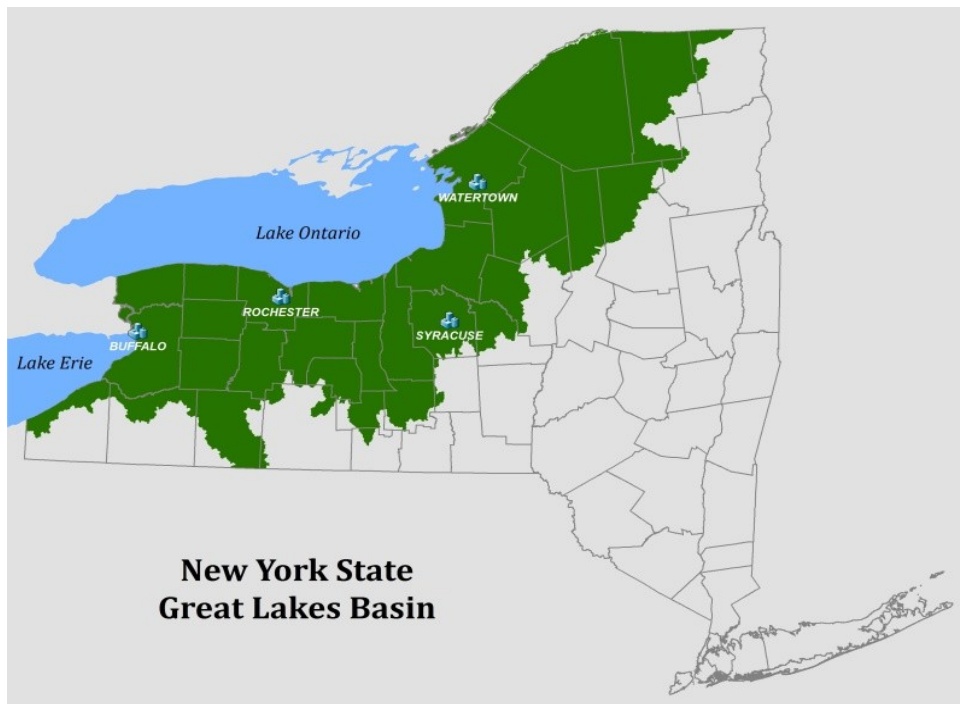 WATERTOWN
Lake Ontario
ROCHESTER
SYRACUSE
BUFFALO
Lake Erie
New York State
Great Lakes Basin